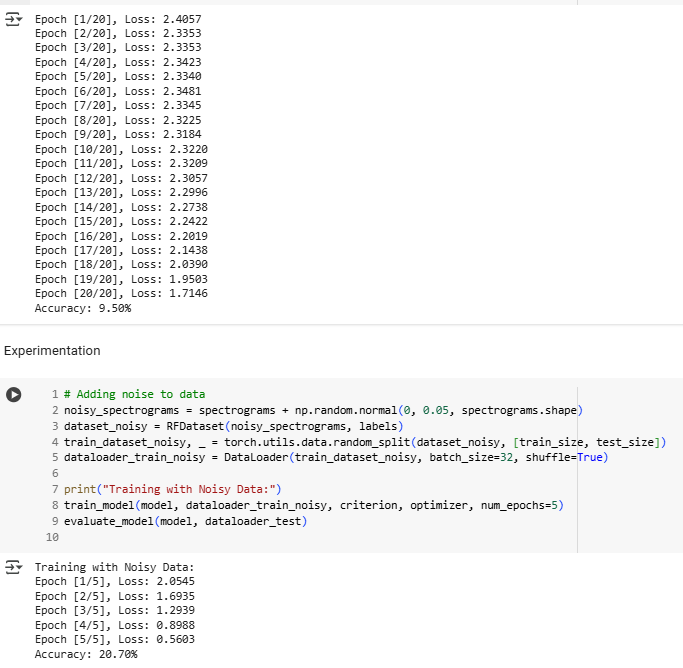 Epoch [1/20], Loss: 2.4057
Epoch [2/20], Loss: 2.3353
Epoch [3/20], Loss: 2.3353
Epoch [4/20], Loss: 2.3423
Epoch [5/20], Loss: 2.3340
Epoch [6/20], Loss: 2.3481
Epoch [7/20], Loss: 2.3345
Epoch [8/20], Loss: 2.3225
Epoch [9/20], Loss: 2.3184
Epoch [10/20], Loss: 2.3220
Epoch [11/20], Loss: 2.3209
Epoch [12/20], Loss: 2.3057
Epoch [13/20], Loss: 2.2996
Epoch [14/20], Loss: 2.2738
Epoch [15/20], Loss: 2.2422
Epoch [16/20], Loss: 2.2019
Epoch [17/20], Loss: 2.1438
Epoch [18/20], Loss: 2.0390
Epoch [19/20], Loss: 1.9503
Epoch [20/20], Loss: 1.7146
Accuracy: 9.50%
Experimentation
1 # Adding noise to data
2 noisy_spectrograms = spectrograms + np.random.normal(0, 0.05, spectrograms.shape)
3 dataset_noisy = RFDataset(noisy_spectrograms, labels)
4 train_dataset_noisy, _ = torch.utils.data.random_split(dataset_noisy, [train_size, test_size])
5 dataloader_train_noisy = DataLoader(train_dataset_noisy, batch_size=32, shuffle=True)
6
7 print("Training with Noisy Data:")
8 train_model(model, dataloader_train_noisy, criterion, optimizer, num_epochs=5)
9 evaluate_model(model, dataloader_test)
10
Training with Noisy Data:
Epoch [1/5], Loss: 2.0545
Epoch [2/5], Loss: 1.6935
Epoch [3/5], Loss: 1.2939
Epoch [4/5], Loss: 0.8988
Epoch [5/5], Loss: 0.5603
Accuracy: 20.70%